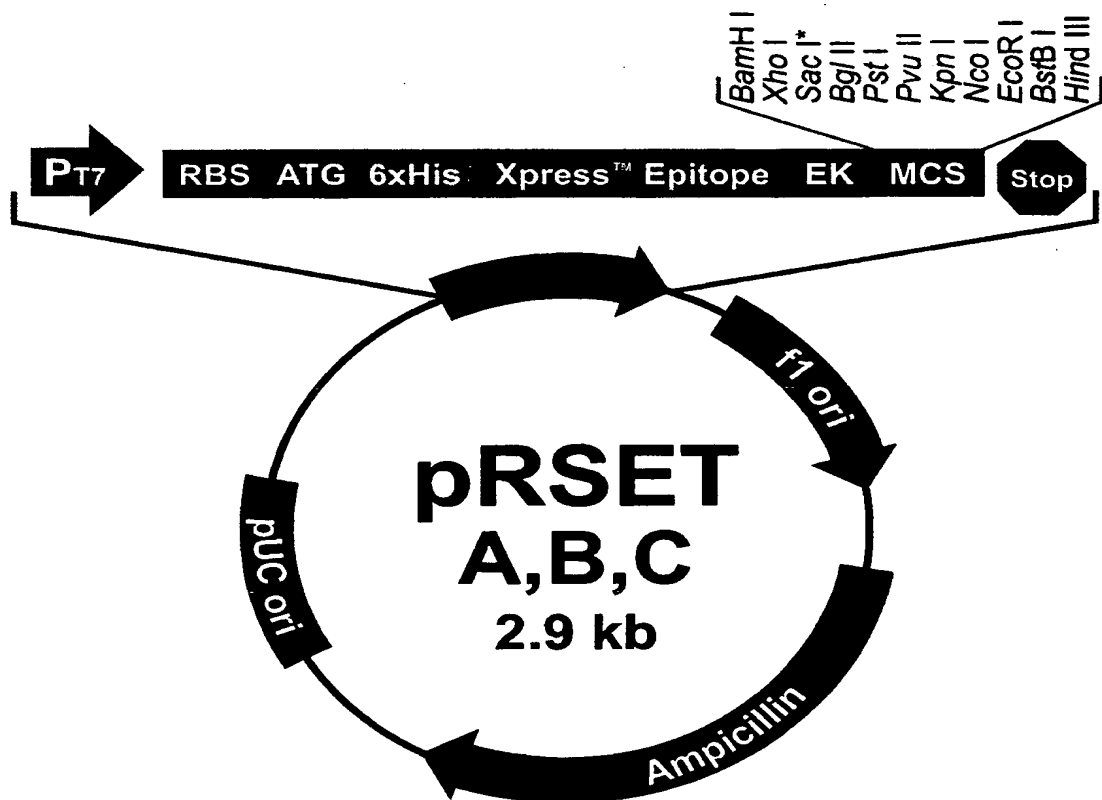 BamH I
Xho I
Sac I*
Bgl II
Pst I
Pvu II
Kpn I
Nco I
EcoR I
BstB I
Hind III
PT7
RBS ATG 6xHis Xpress™ Epitope EK MCS
Stop
f1 ori
pRSET
A,B,C
2.9 kb
pUC ori
Ampicillin